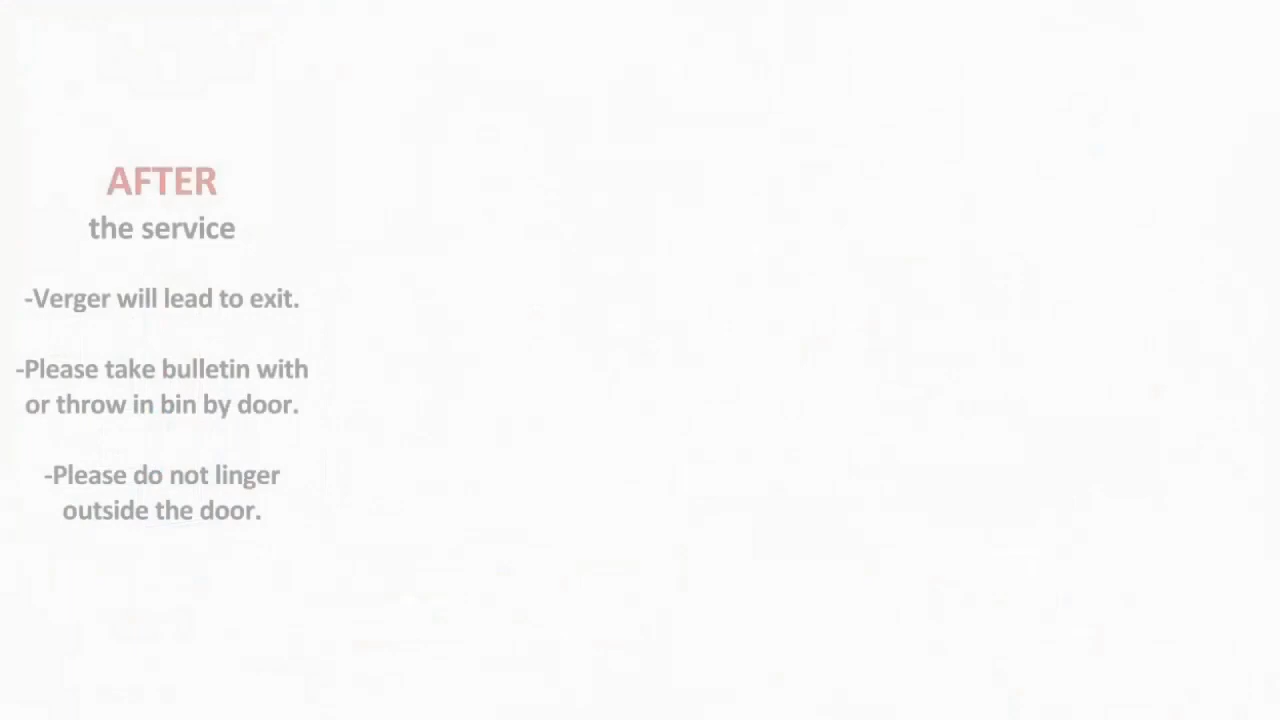 AFTER
the service
-Verger will lead to exit.
-Please take bulletin with
or throw in bin by door.
-Please do not linger
outside the door.